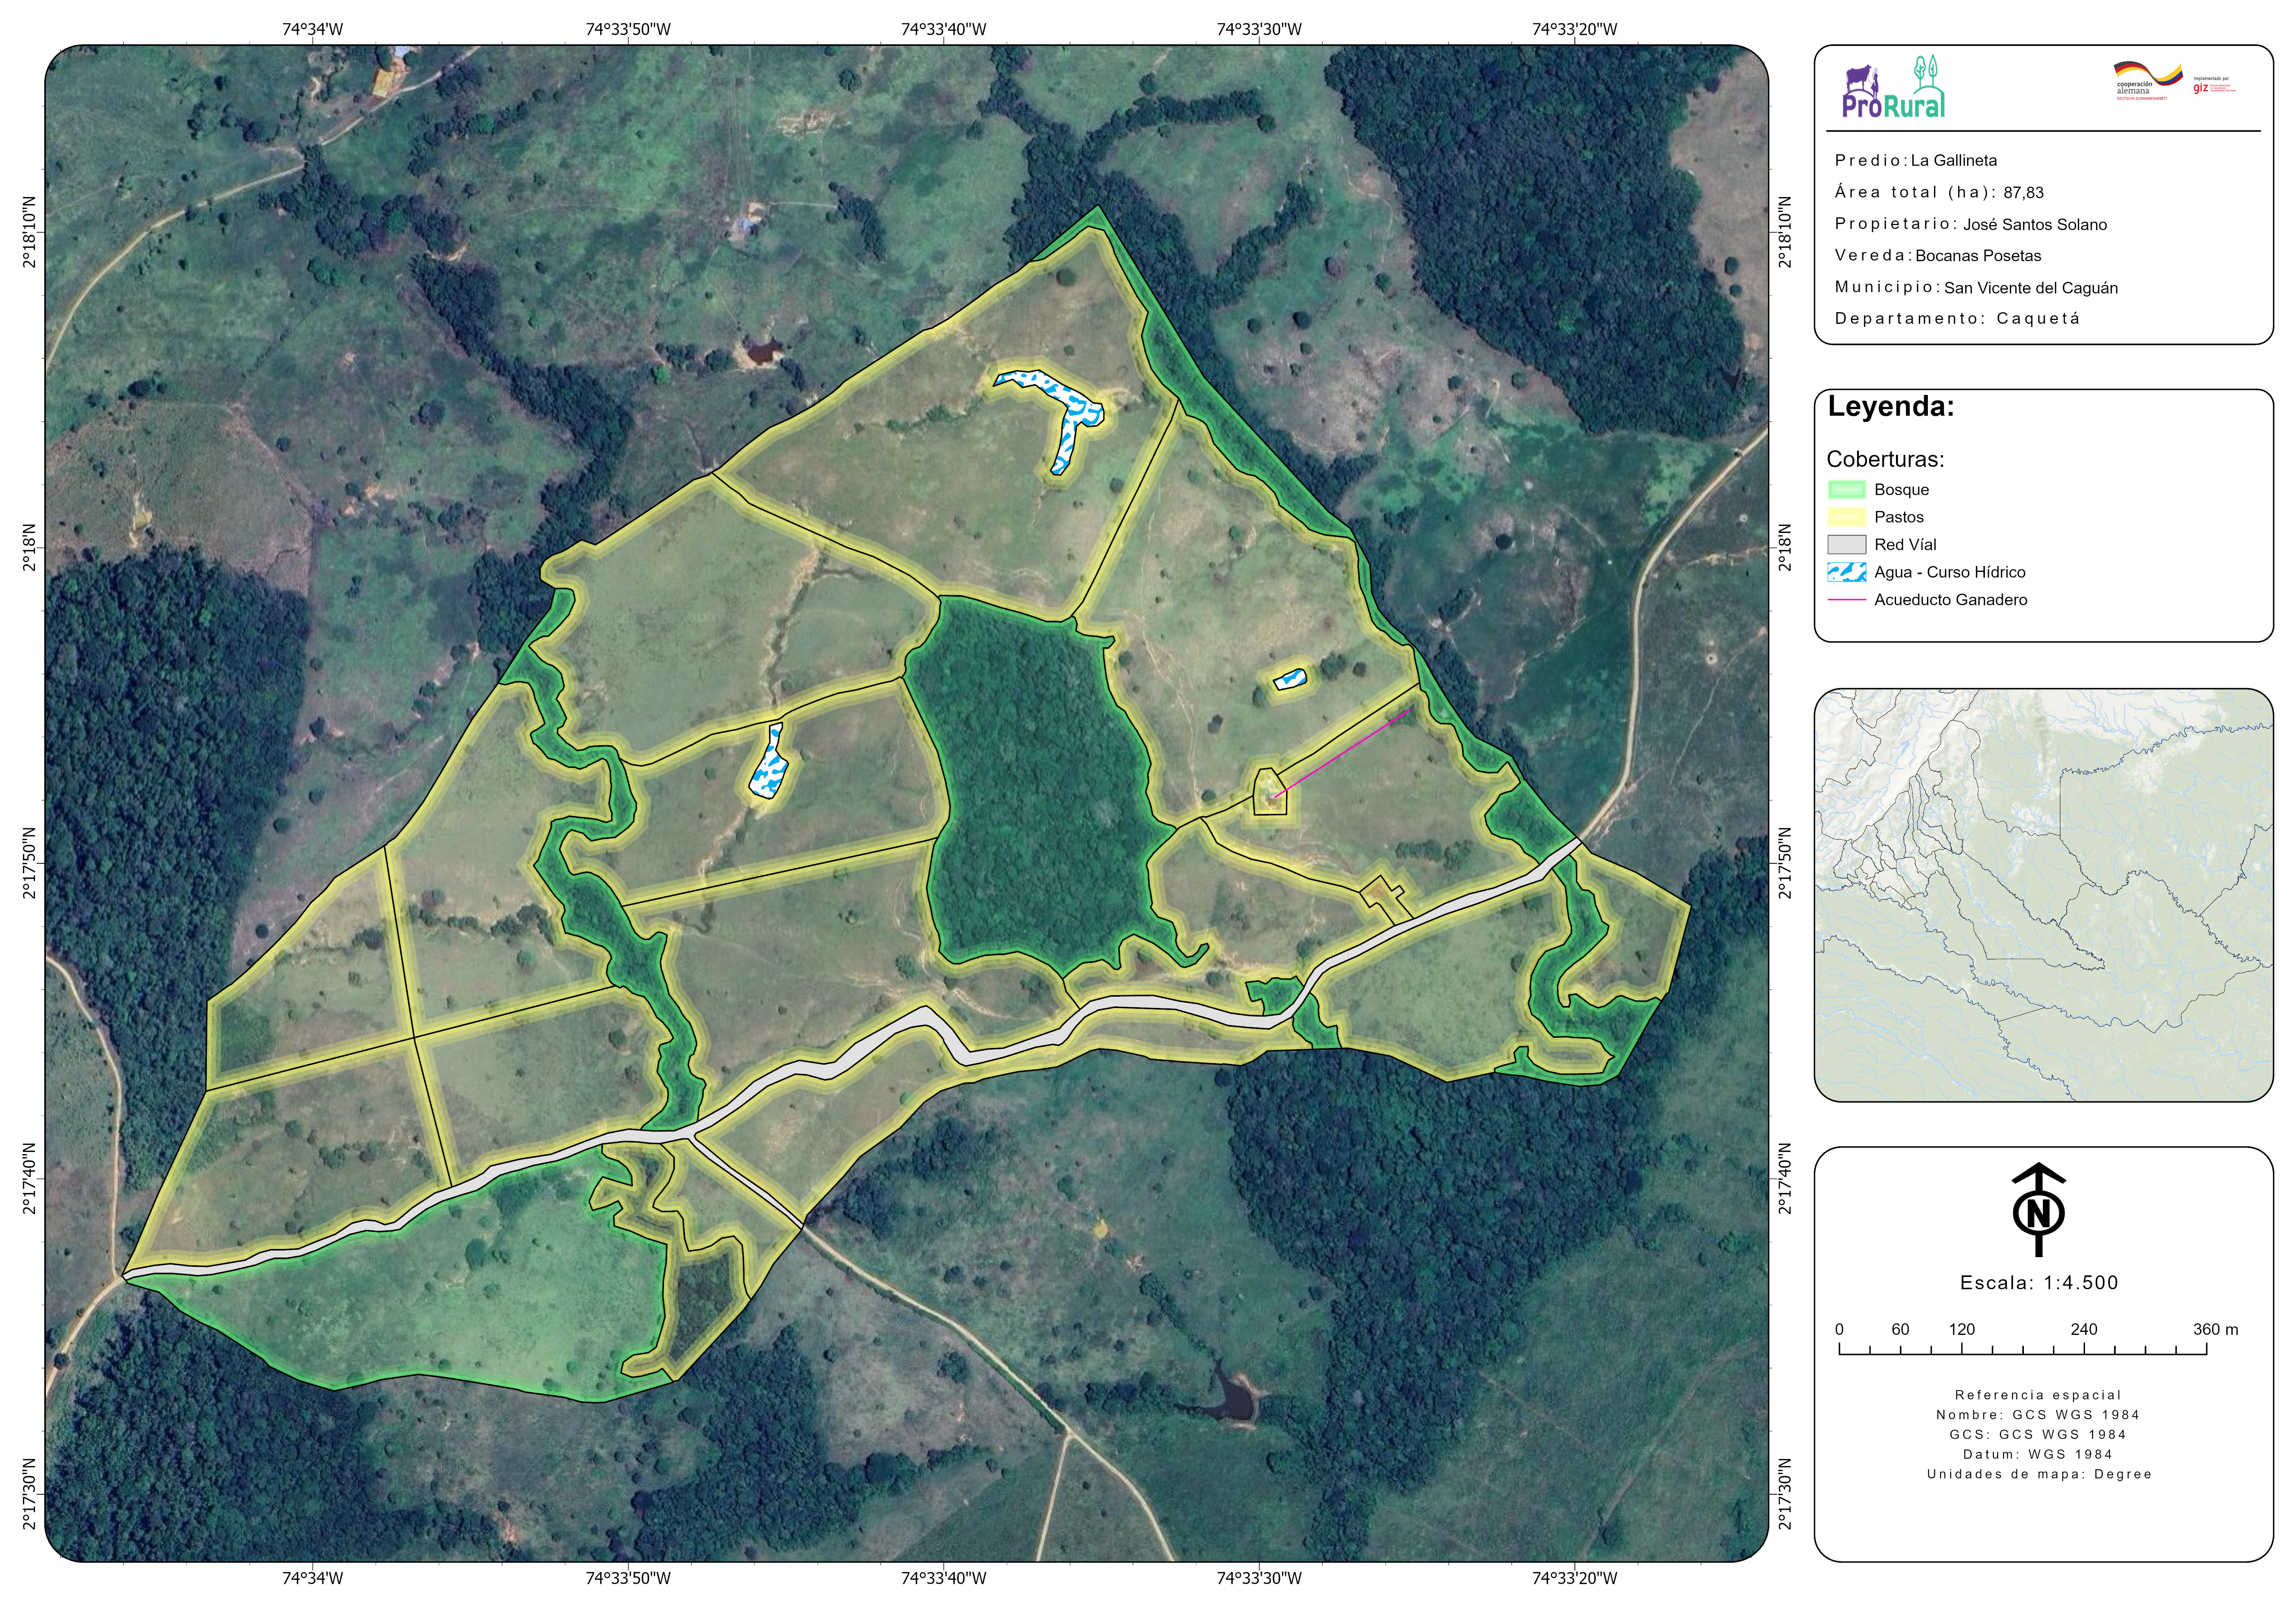 74°34'W 74°33'50"W 74°33'40"W 74°33'30"W 74°33'20"W
2°18'10"N 2°18'10"N
2°18'N 2°18'N
2°17'50"N 2°17'50"N
2°17'40"N 2°17'40"N
2°17'30"N 2°17'30"N
74°34'W 74°33'50"W 74°33'40"W 74°33'30"W 74°33'20"W
ProRural
cooperación
alemana
DEUTSCHE ZUSAMMENARBEIT
Implementada por
giz
Predio: La Gallineta
Área total (ha): 87,83
Propietario: José Santos Solano
Vereda: Bocanas Posetas
Municipio: San Vicente del Caguán
Departamento: Caquetá
Leyenda:
Coberturas:
Bosque
Pastos
Red Víal
Agua - Curso Hídrico
Acueducto Ganadero
N
Escala: 1:4.500
0 60 120 240 360 m
Referencia espacial
Nombre: GCS WGS 1984
GCS: GCS WGS 1984
Datum: WGS 1984
Unidades de mapa: Degree